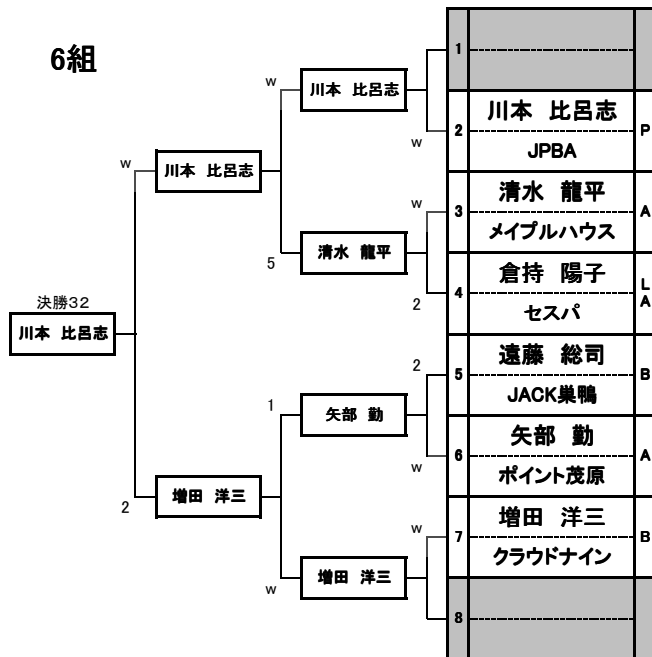 6組
1
w
川本 比呂志
川本 比呂志
2
P
w
JPBA
w
川本 比呂志
清水 龍平
w
3
A
メイプルハウス
清水 龍平
5
倉持 陽子
L
4
A
2
セスパ
決勝32
川本 比呂志
遠藤 総司
2
5
B
JACK巣鴨
1
矢部 勤
矢部 勤
6
A
w
ポイント茂原
増田 洋三
2
増田 洋三
w
7
B
クラウドナイン
増田 洋三
w
8